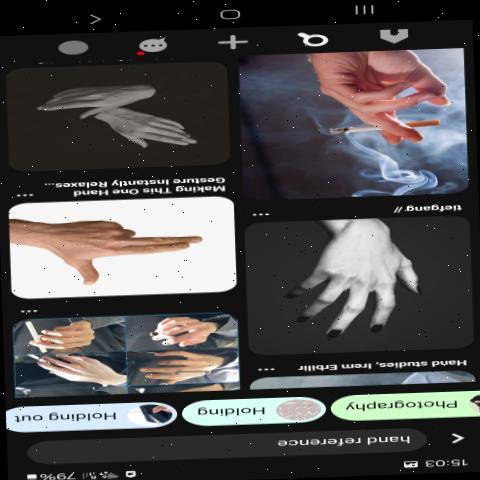 15:03 79%
hand reference
Photography Holding Holding out
Hand studies, Irem Erbilir
tiefgang //
Making This One Hand
Gesture Instantly Relaxes...